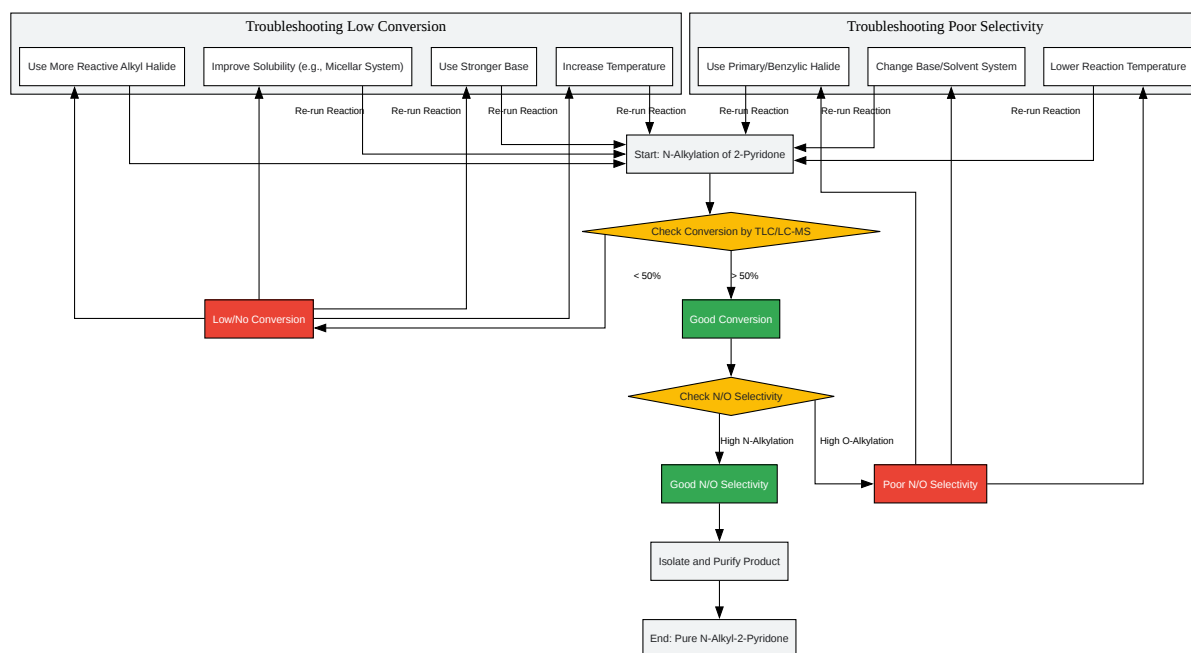 Troubleshooting Low Conversion
Troubleshooting Poor Selectivity
Use More Reactive Alkyl Halide
Improve Solubility (e.g., Micellar System)
Use Stronger Base
Increase Temperature
Use Primary/Benzylic Halide
Change Base/Solvent System
Lower Reaction Temperature
Re-run Reaction
Re-run Reaction
Re-run Reaction
Re-run Reaction
Re-run Reaction
Re-run Reaction
Re-run Reaction
Start: N-Alkylation of 2-Pyridone
Check Conversion by TLC/LC-MS
< 50%
> 50%
Low/No Conversion
Good Conversion
Check N/O Selectivity
High N-Alkylation
High O-Alkylation
Good N/O Selectivity
Poor N/O Selectivity
Isolate and Purify Product
End: Pure N-Alkyl-2-Pyridone